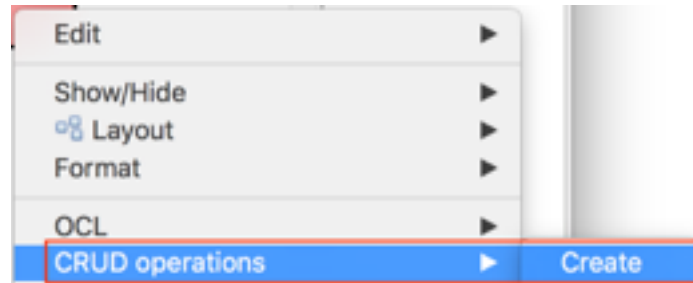 Edit
Show/Hide
Layout
Format
OCL
CRUD operations
Create